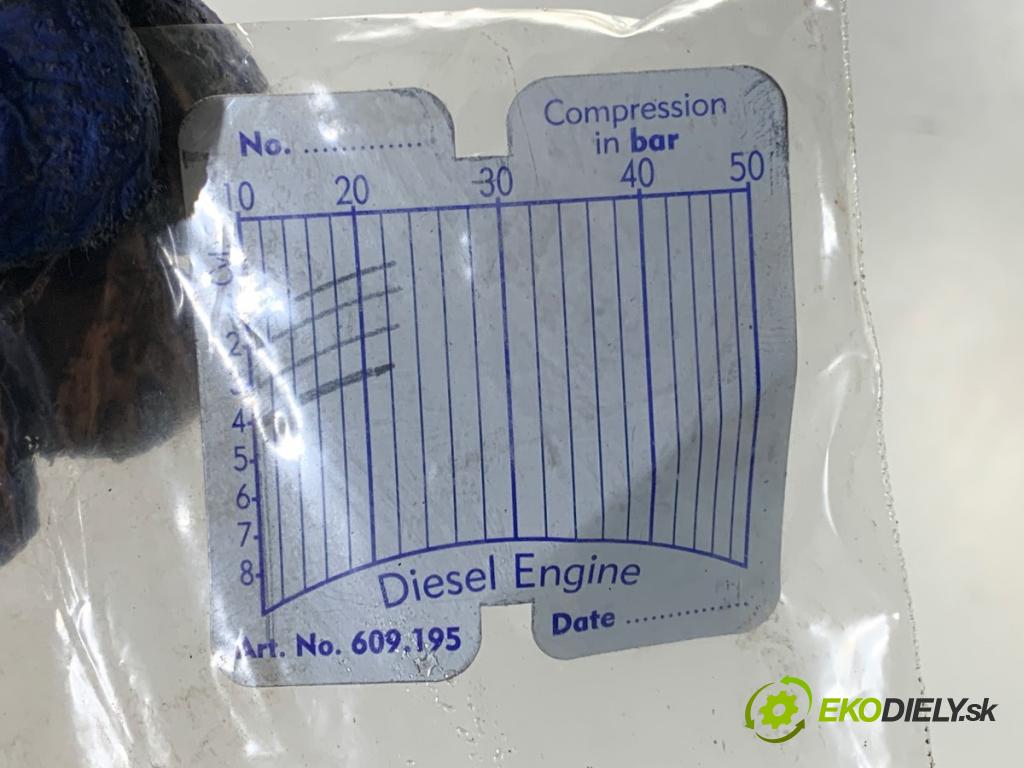 No. ..............
Compression
in bar
10 20 30 40 50
Cyl.
2
3
4
5
6
7
8
Diesel Engine
Art. No. 609.195
Date ................
EKODIELY.sk